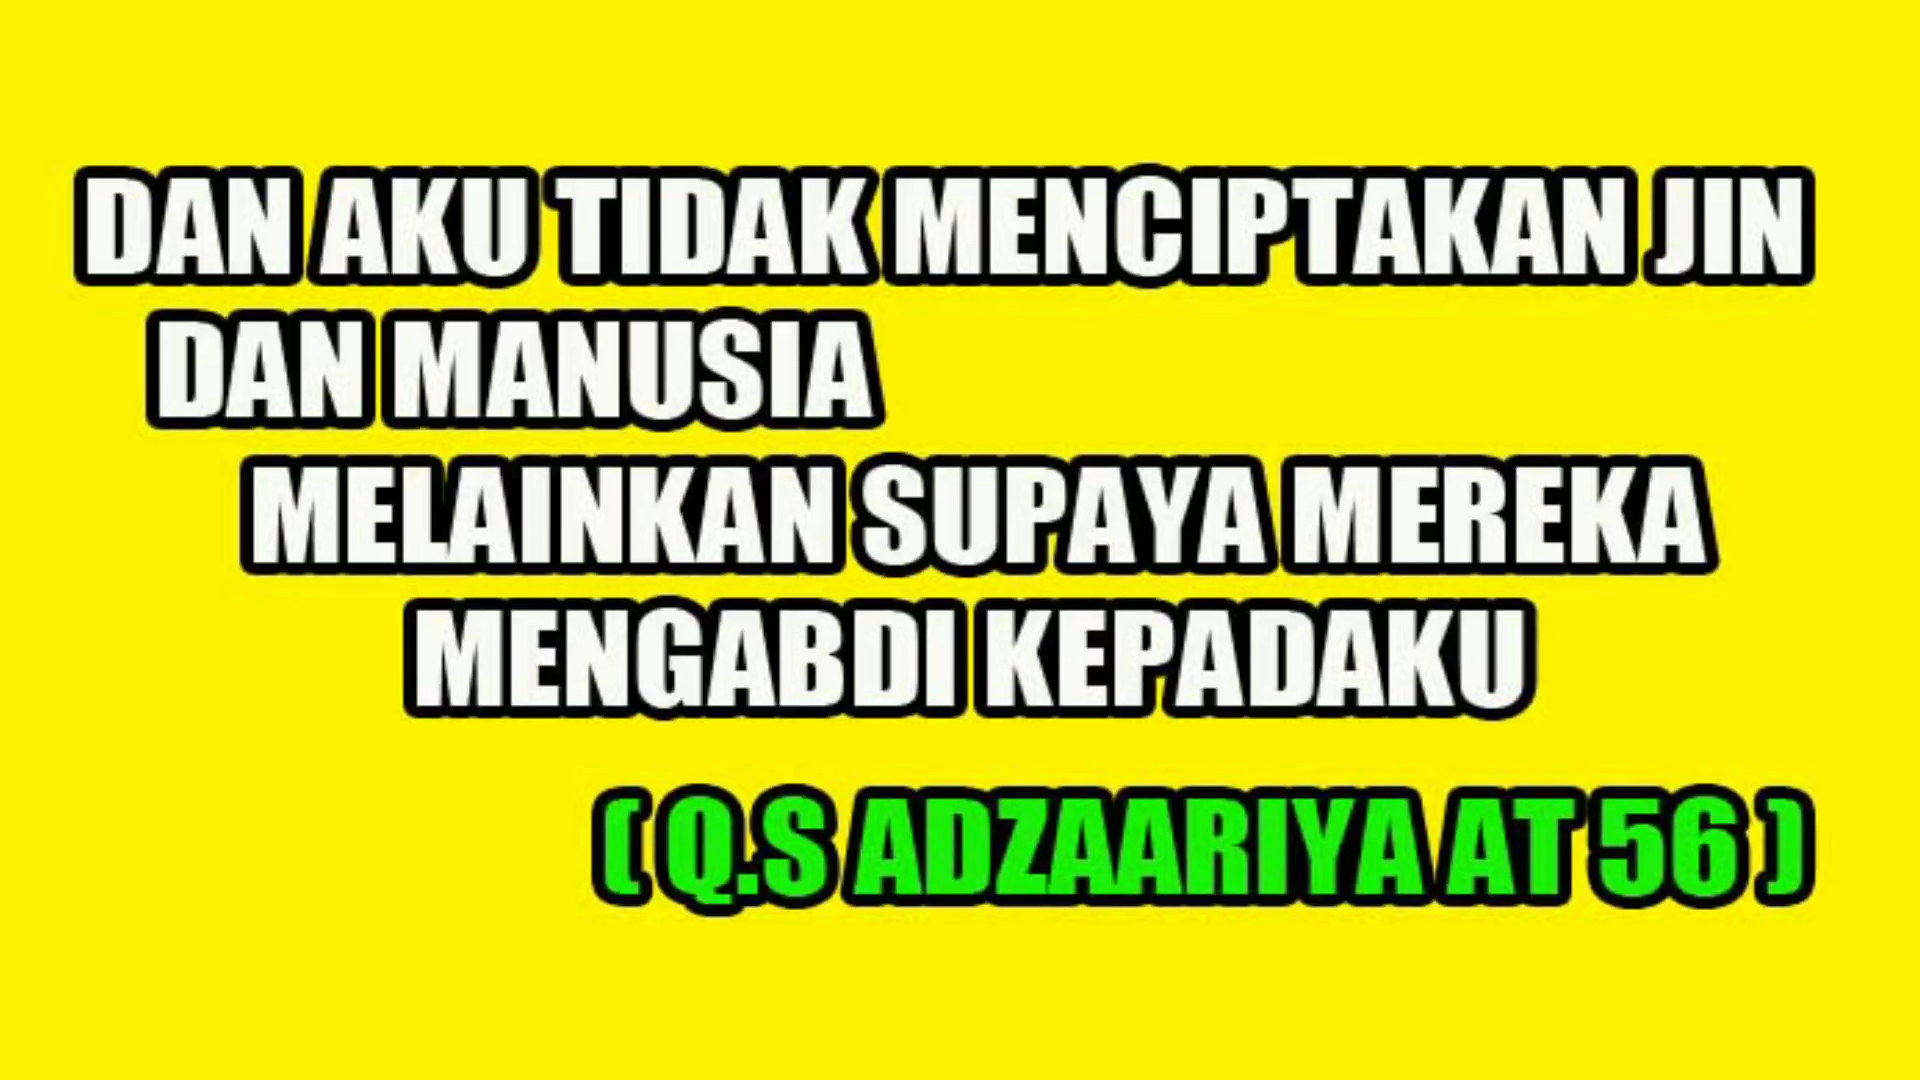 DAN AKU TIDAK MENCIPTAKAN JIN
DAN MANUSIA
MELAINKAN SUPAYA MEREKA
MENGABDI KEPADAKU
( Q.S ADZAARIYA AT 56 )